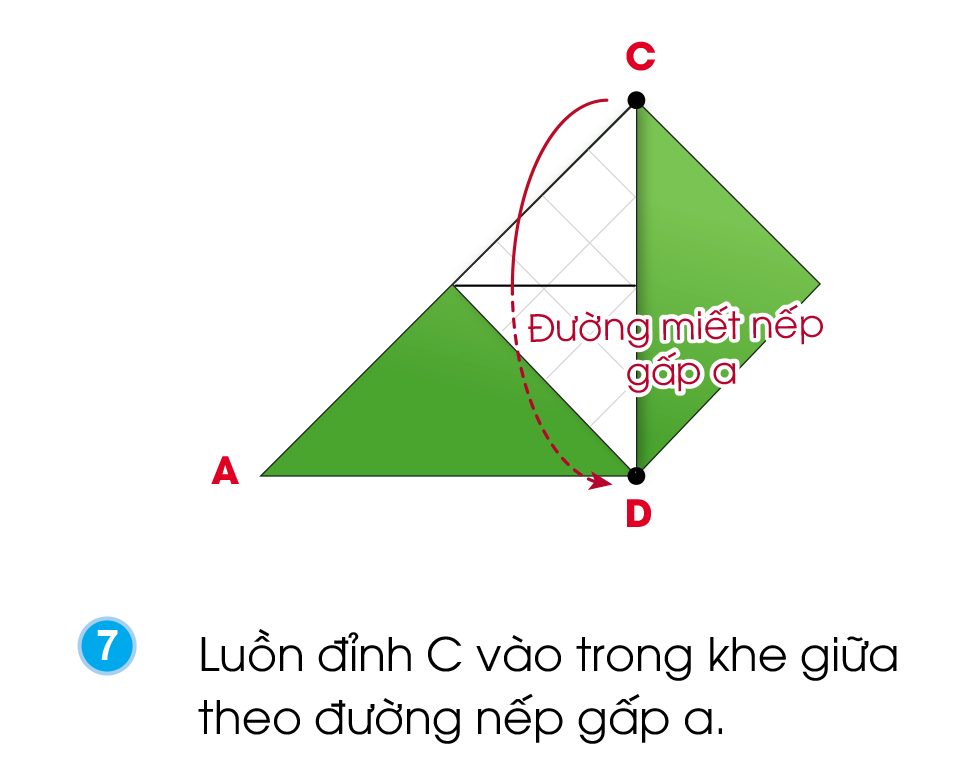 C
Đường miết nếp
gấp a
A
D
7
Luồn đỉnh C vào trong khe giữa
theo đường nếp gấp a.